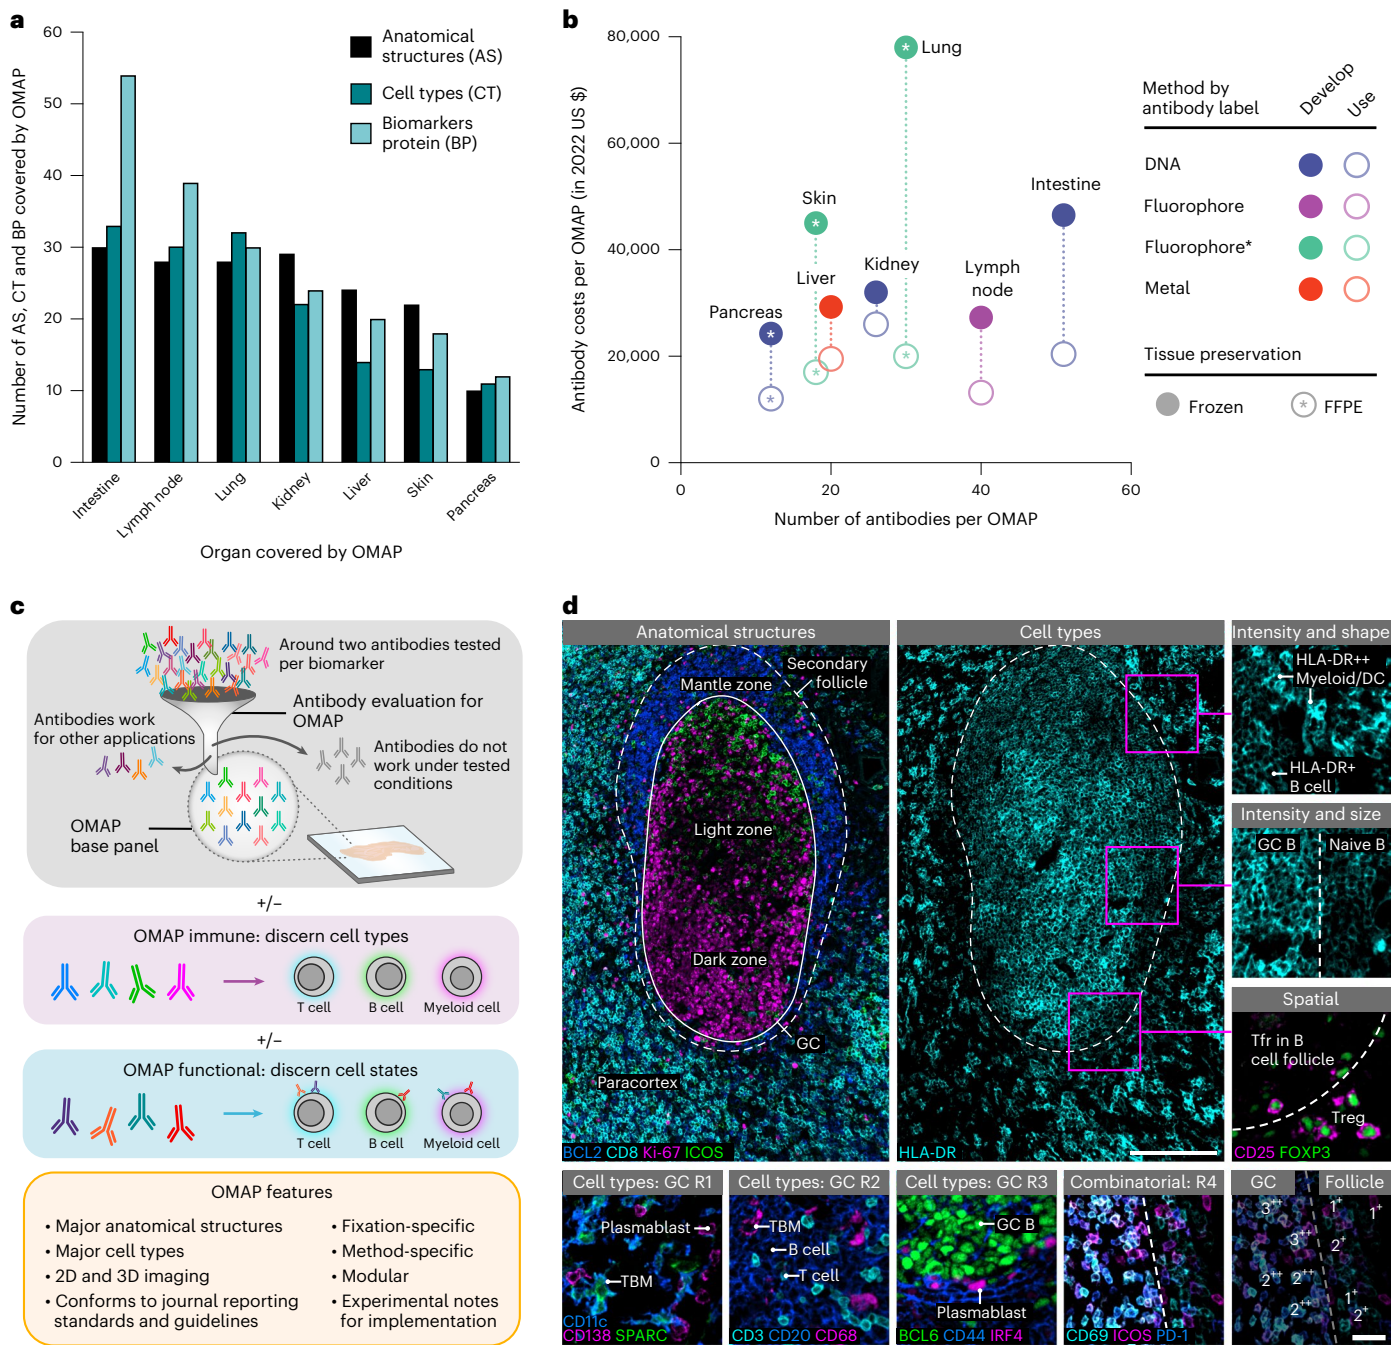 a
60
50
40
30
20
10
0
Number of AS, CT and BP covered by OMAP
Anatomical
structures (AS)
Cell types (CT)
Biomarkers
protein (BP)
Intestine
Lymph node
Lung
Kidney
Liver
Skin
Pancreas
Organ covered by OMAP
b
80,000
60,000
40,000
20,000
0
Antibody costs per OMAP (in 2022 US $)
* Lung
Intestine
Skin
*
Kidney
Lymph
node
Liver
Pancreas
*
*
*
*
0
20
40
60
Number of antibodies per OMAP
Method by
antibody label
Develop
Use
DNA
Fluorophore
Fluorophore*
Metal
Tissue preservation
Frozen
* FFPE
c
Around two antibodies tested
per biomarker
Antibody evaluation for
OMAP
Antibodies work
for other applications
Antibodies do not
work under tested
conditions
OMAP
base panel
+/–
OMAP immune: discern cell types
T cell
B cell
Myeloid cell
+/–
OMAP functional: discern cell states
T cell
B cell
Myeloid cell
OMAP features
• Major anatomical structures
• Major cell types
• 2D and 3D imaging
• Conforms to journal reporting
standards and guidelines
• Fixation-specific
• Method-specific
• Modular
• Experimental notes
for implementation
d
Anatomical structures
Secondary
follicle
Mantle zone
Light zone
Dark zone
GC
Paracortex
BCL2 CD8 Ki-67 ICOS
Cell types
HLA-DR
Intensity and shape
HLA-DR++
Myeloid/DC
HLA-DR+
B cell
Intensity and size
GC B
Naive B
Spatial
Tfr in B
cell follicle
Treg
CD25 FOXP3
Cell types: GC R1
Plasmablast
TBM
CD11c
CD138 SPARC
Cell types: GC R2
TBM
B cell
T cell
CD3 CD20 CD68
Cell types: GC R3
GC B
Plasmablast
BCL6 CD44 IRF4
Combinatorial: R4
CD69 ICOS PD-1
GC
Follicle
3++
1+
1+
3++
2+
2++
2++
1+
2++
2+